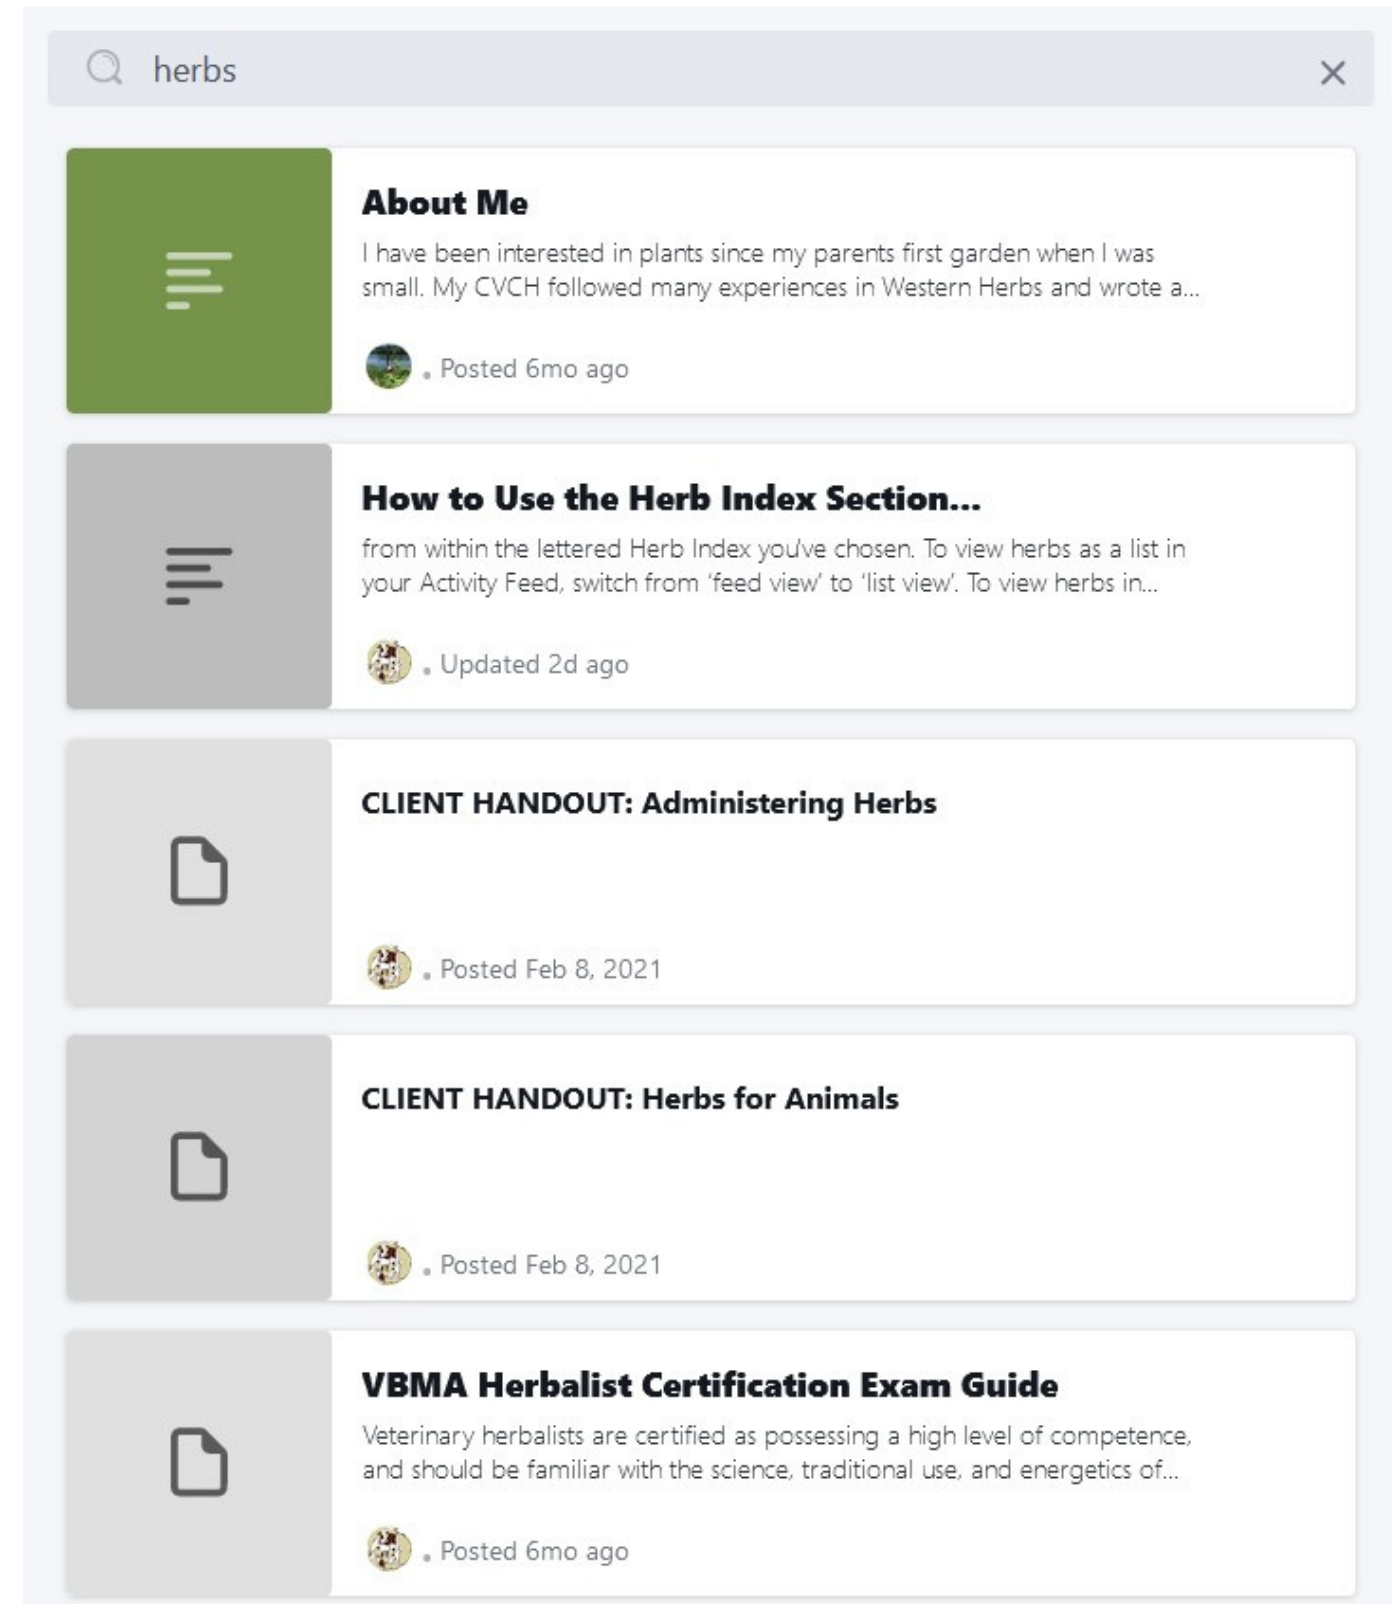 herbs
About Me
I have been interested in plants since my parents first garden when I was
small. My CVCH followed many experiences in Western Herbs and wrote a...
. Posted 6mo ago
How to Use the Herb Index Section...
from within the lettered Herb Index you've chosen. To view herbs as a list in
your Activity Feed, switch from ‘feed view’ to ‘list view’. To view herbs in...
. Updated 2d ago
CLIENT HANDOUT: Administering Herbs
. Posted Feb 8, 2021
CLIENT HANDOUT: Herbs for Animals
. Posted Feb 8, 2021
VBMA Herbalist Certification Exam Guide
Veterinary herbalists are certified as possessing a high level of competence,
and should be familiar with the science, traditional use, and energetics of...
. Posted 6mo ago